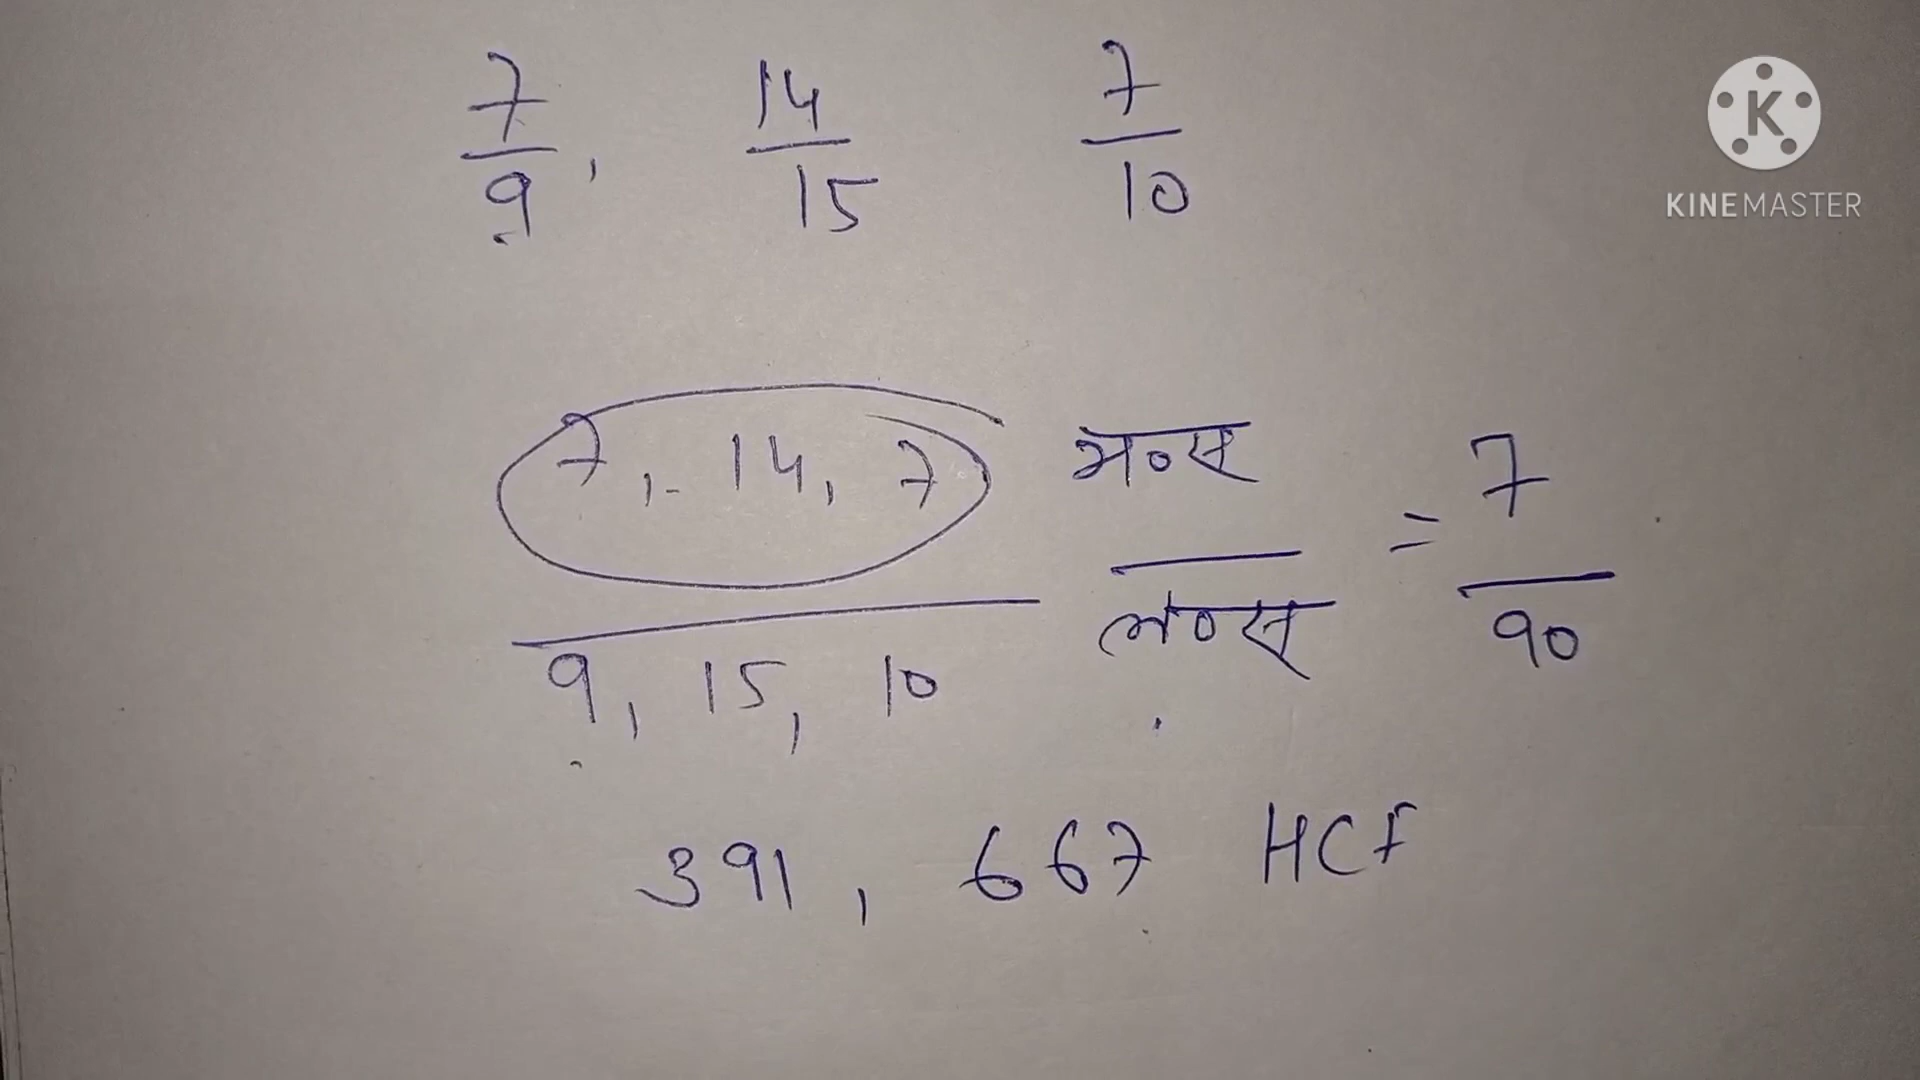 7/9, 14/15 7/10
K
KINEMASTER
7, 14, 7 म०स = 7
9, 15, 10 ल०स 90
391, 667 HCF